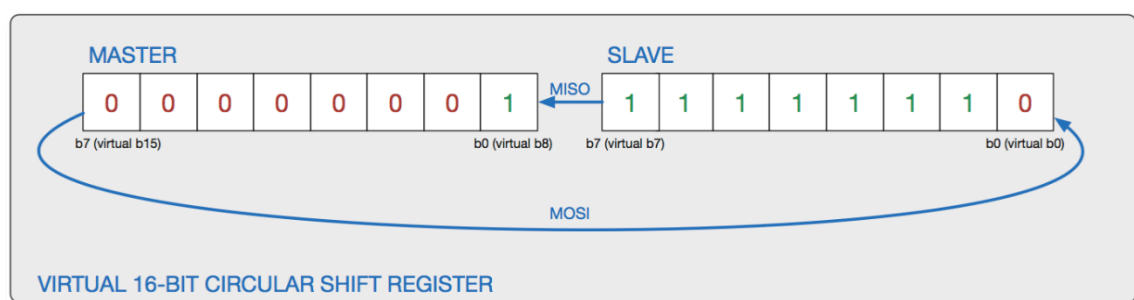 MASTER SLAVE
0 0 0 0 0 0 0 1 MISO 1 1 1 1 1 1 1 0
b7 (virtual b15) b0 (virtual b8) b7 (virtual b7) b0 (virtual b0)
MOSI
VIRTUAL 16-BIT CIRCULAR SHIFT REGISTER